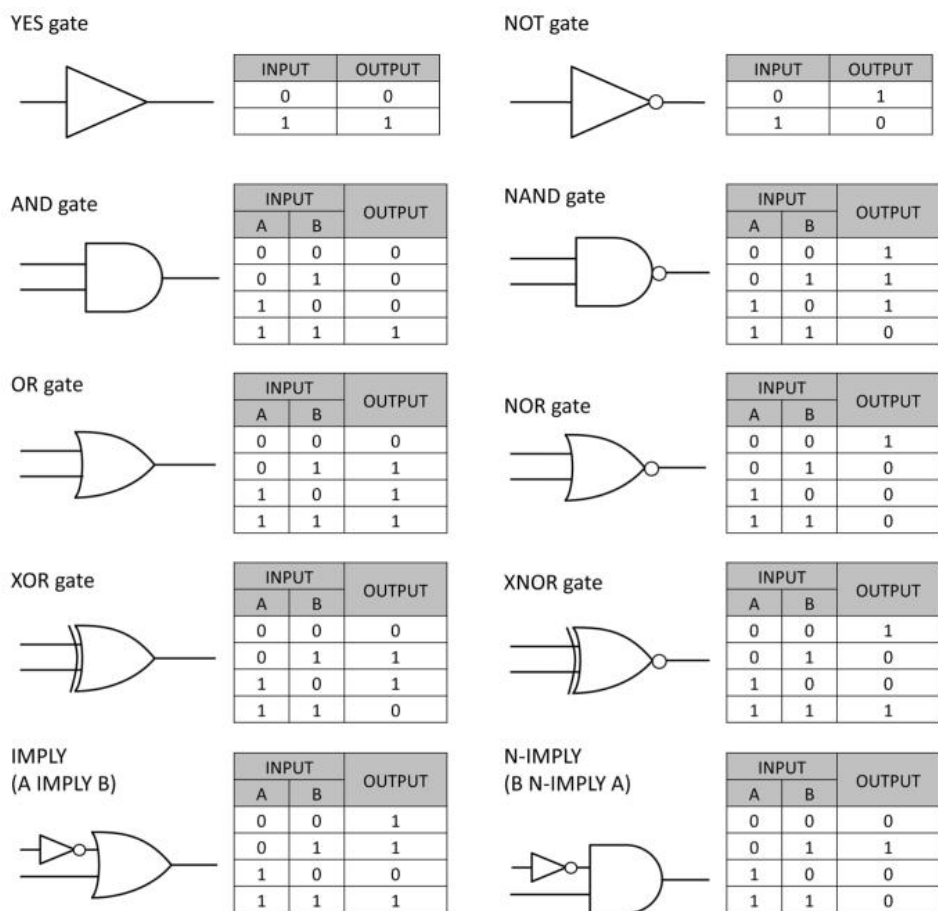 YES gate
INPUT OUTPUT
0 0
1 1
NOT gate
INPUT OUTPUT
0 1
1 0
AND gate
INPUT OUTPUT
A B
0 0 0
0 1 0
1 0 0
1 1 1
NAND gate
INPUT OUTPUT
A B
0 0 1
0 1 1
1 0 1
1 1 0
OR gate
INPUT OUTPUT
A B
0 0 0
0 1 1
1 0 1
1 1 1
NOR gate
INPUT OUTPUT
A B
0 0 1
0 1 0
1 0 0
1 1 0
XOR gate
INPUT OUTPUT
A B
0 0 0
0 1 1
1 0 1
1 1 0
XNOR gate
INPUT OUTPUT
A B
0 0 1
0 1 0
1 0 0
1 1 1
IMPLY
(A IMPLY B)
INPUT OUTPUT
A B
0 0 1
0 1 1
1 0 0
1 1 1
N-IMPLY
(B N-IMPLY A)
INPUT OUTPUT
A B
0 0 0
0 1 1
1 0 0
1 1 0